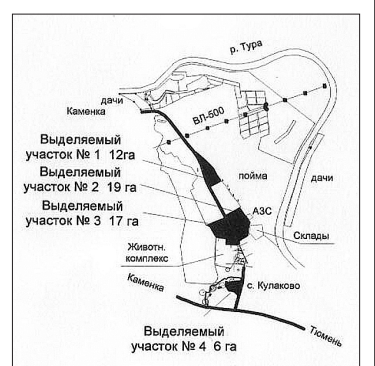 р. Тура
дачи
Каменка
ВЛ-500
Выделяемый
участок № 1 12га
Выделяемый
участок № 2 19 га
Выделяемый
участок № 3 17 га
пойма
дачи
АЗС
Склады
Животн.
комплекс
Каменка
с. Кулаково
Тюмень
Выделяемый
участок № 4 6 га